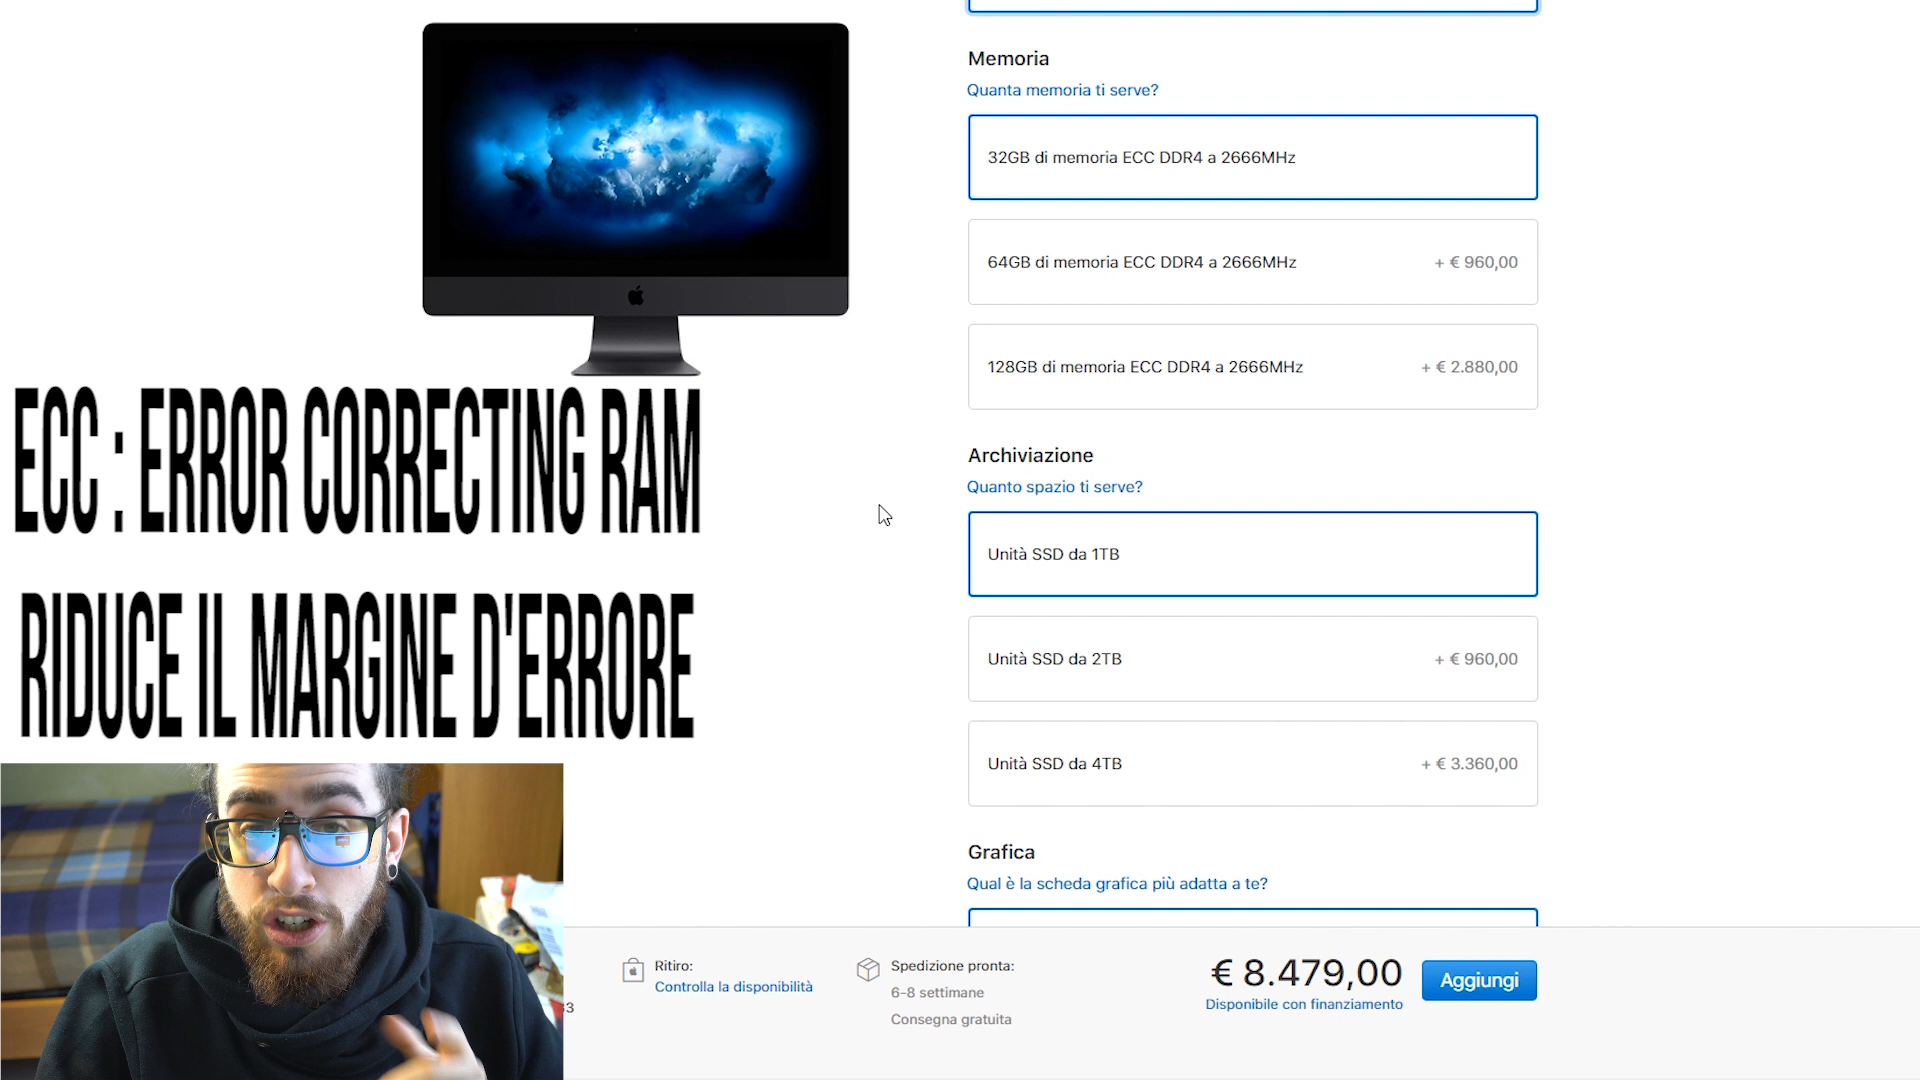 Memoria
Quanta memoria ti serve?
32GB di memoria ECC DDR4 a 2666MHz
64GB di memoria ECC DDR4 a 2666MHz + € 960,00
128GB di memoria ECC DDR4 a 2666MHz + € 2.880,00
ECC : ERROR CORRECTING RAM
RIDUCE IL MARGINE D'ERRORE
Archiviazione
Quanto spazio ti serve?
Unità SSD da 1TB
Unità SSD da 2TB + € 960,00
Unità SSD da 4TB + € 3.360,00
Grafica
Qual è la scheda grafica più adatta a te?
Ritiro:
Controlla la disponibilità
Spedizione pronta:
6-8 settimane
Consegna gratuita
€ 8.479,00
Disponibile con finanziamento
Aggiungi